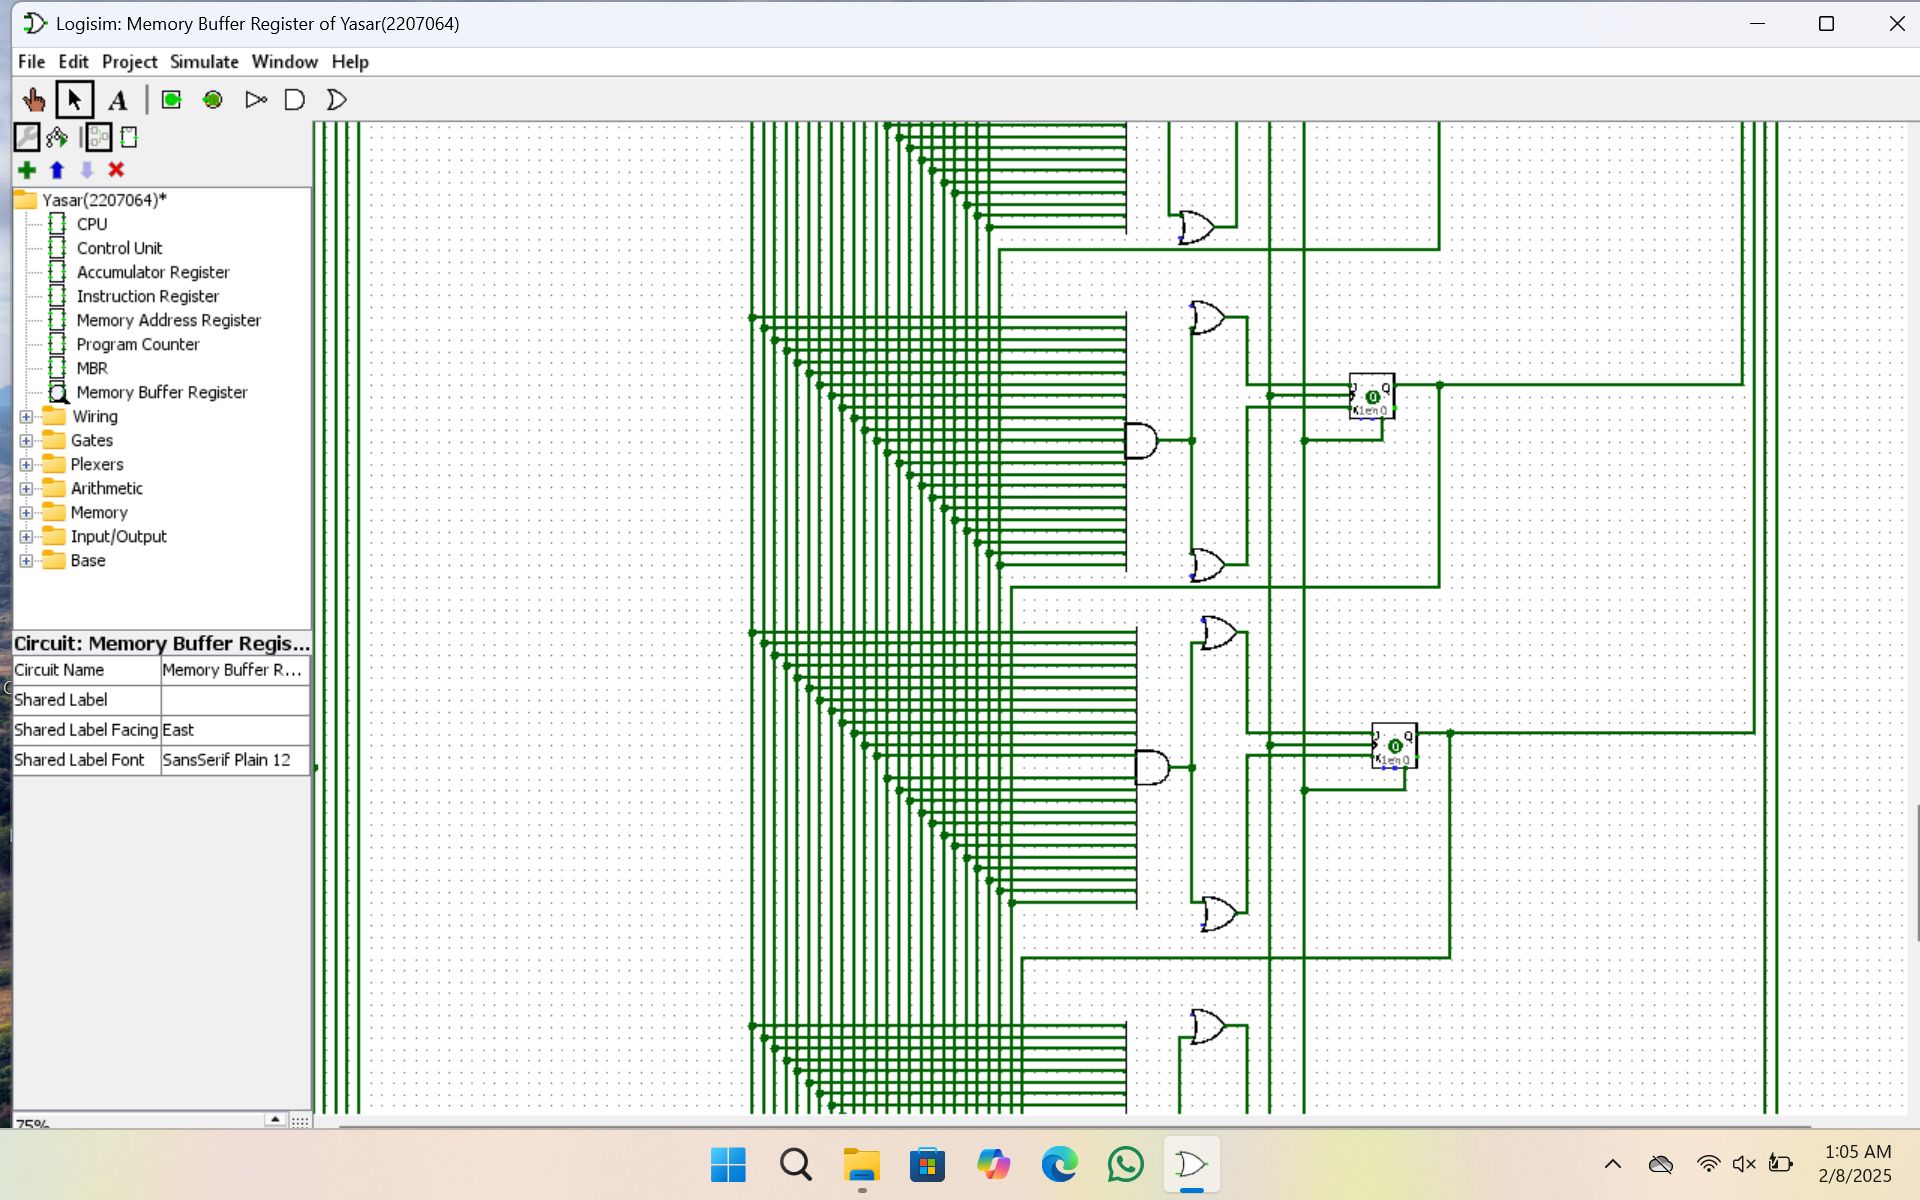 Logisim: Memory Buffer Register of Yasar(2207064)
File Edit Project Simulate Window Help
A
Yasar(2207064)*
CPU
Control Unit
Accumulator Register
Instruction Register
Memory Address Register
Program Counter
MBR
Memory Buffer Register
Wiring
Gates
Plexers
Arithmetic
Memory
Input/Output
Base
Circuit: Memory Buffer Regis...
Circuit Name Memory Buffer R...
Shared Label
Shared Label Facing East
Shared Label Font SansSerif Plain 12
75%
J Q
0
K
J Q
0
K
1:05 AM
2/8/2025